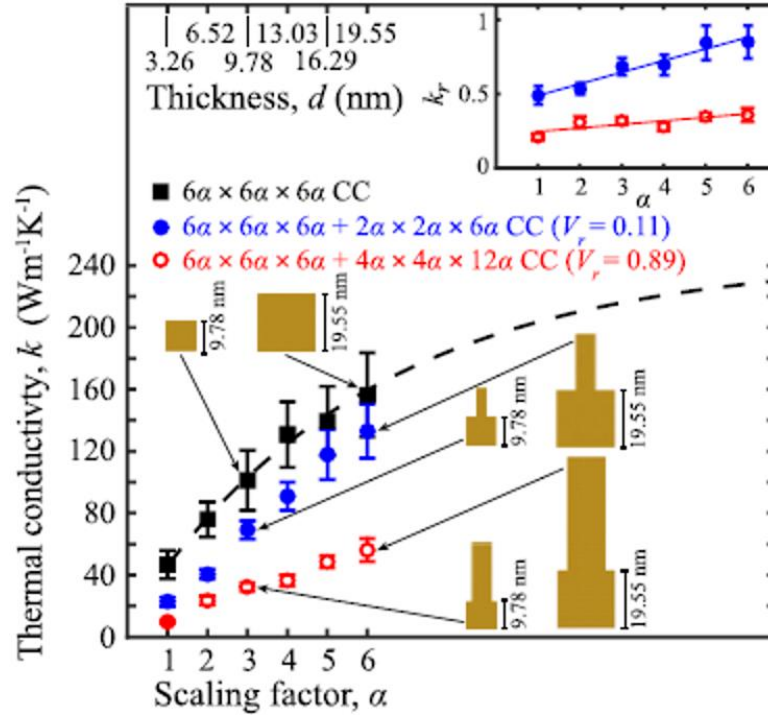 6.52 13.03 19.55
3.26 9.78 16.29
Thickness, d (nm)
1
0.5
0
k_r
1 2 3 4 5 6
α
6α × 6α × 6α CC
6α × 6α × 6α + 2α × 2α × 6α CC (V_r = 0.11)
6α × 6α × 6α + 4α × 4α × 12α CC (V_r = 0.89)
Thermal conductivty, k (Wm⁻¹K⁻¹)
240
200
160
120
80
40
0
9.78 nm
19.55 nm
9.78 nm
19.55 nm
9.78 nm
19.55 nm
1 2 3 4 5 6
Scaling factor, α